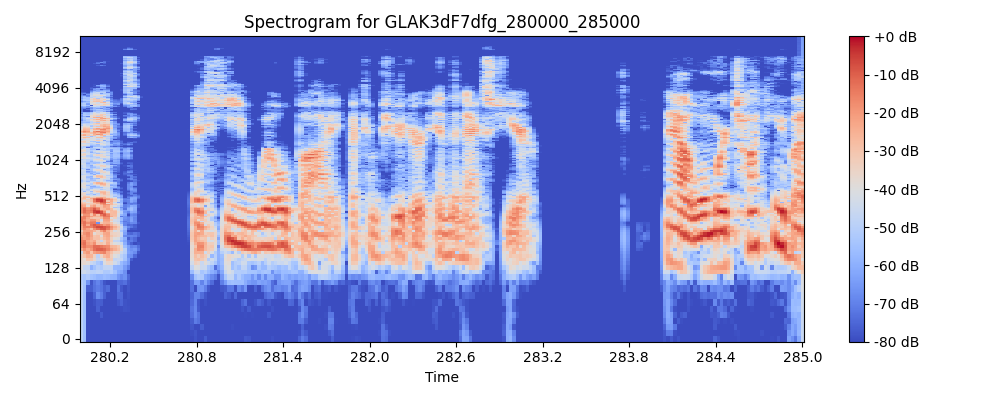 Spectrogram for GLAK3dF7dfg_280000_285000
8192
4096
2048
1024
512
256
128
64
0
Hz
280.2 280.8 281.4 282.0 282.6 283.2 283.8 284.4 285.0
Time
+0 dB
-10 dB
-20 dB
-30 dB
-40 dB
-50 dB
-60 dB
-70 dB
-80 dB